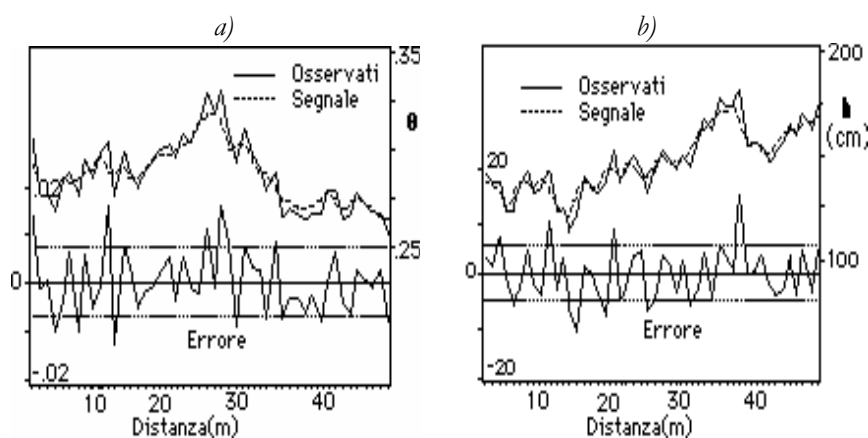 a)
.35
Osservati
Segnale
θ
.02
.25
0
Errore
-.02
10 20 30 40
Distanza(m)
b)
200
Osservati
Segnale
h
(cm)
20
100
0
Errore
-20
10 20 30 40
Distanza(m)